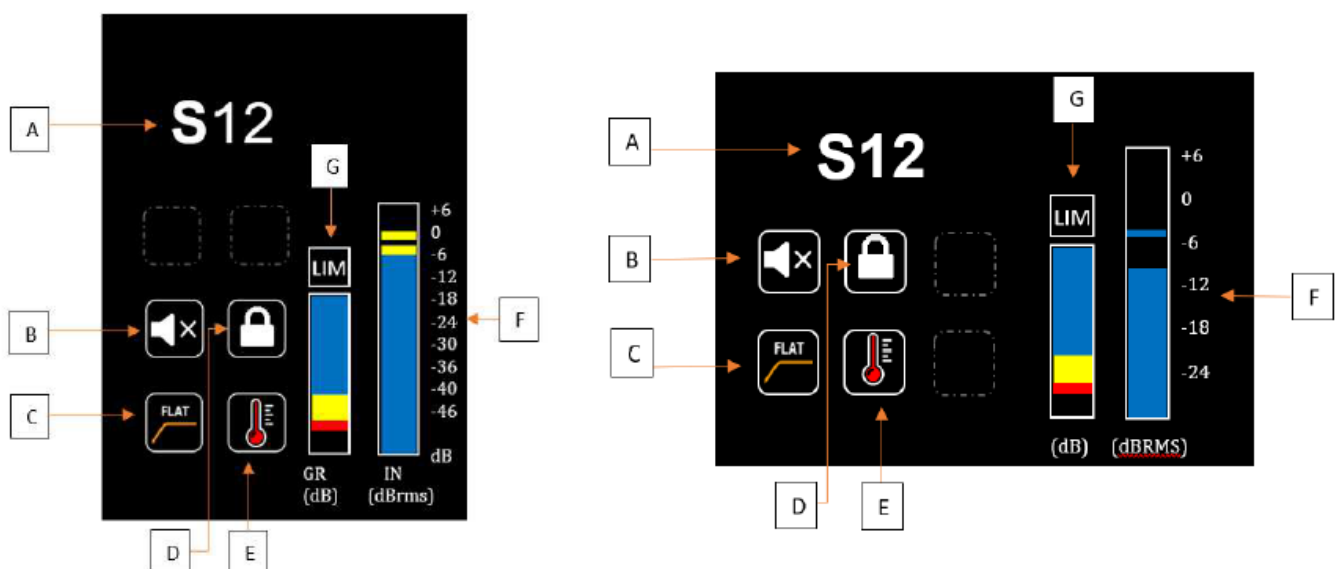 A
S12
G
LIM
+6
0
-6
-12
-18
-24
-30
-36
-40
-46
dB
F
B
C
FLAT
GR
(dB)
IN
(dBrms)
D
E
A
S12
G
LIM
+6
0
-6
-12
-18
-24
F
B
C
FLAT
(dB)
(dBRMS)
D
E